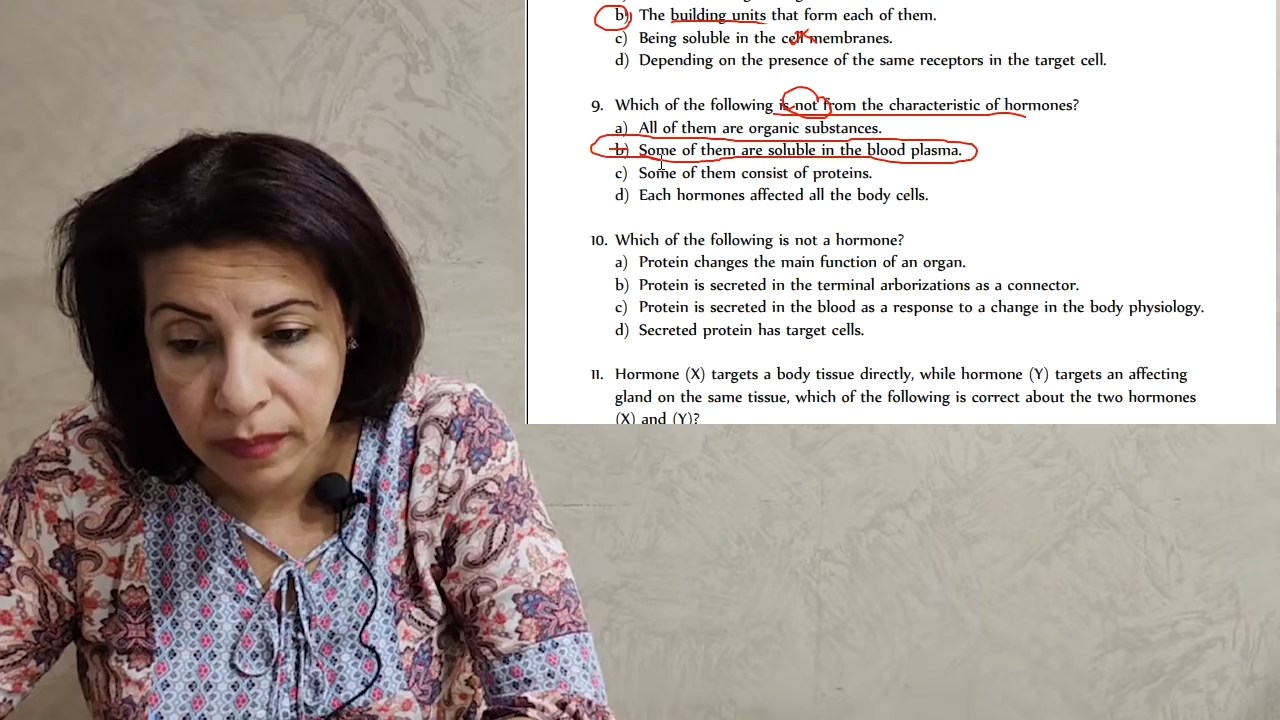 b) The building units that form each of them.
c) Being soluble in the cell membranes.
d) Depending on the presence of the same receptors in the target cell.
9. Which of the following is not from the characteristic of hormones?
a) All of them are organic substances.
b) Some of them are soluble in the blood plasma.
c) Some of them consist of proteins.
d) Each hormones affected all the body cells.
10. Which of the following is not a hormone?
a) Protein changes the main function of an organ.
b) Protein is secreted in the terminal arborizations as a connector.
c) Protein is secreted in the blood as a response to a change in the body physiology.
d) Secreted protein has target cells.
11. Hormone (X) targets a body tissue directly, while hormone (Y) targets an affecting
gland on the same tissue, which of the following is correct about the two hormones
(X) and (Y)?